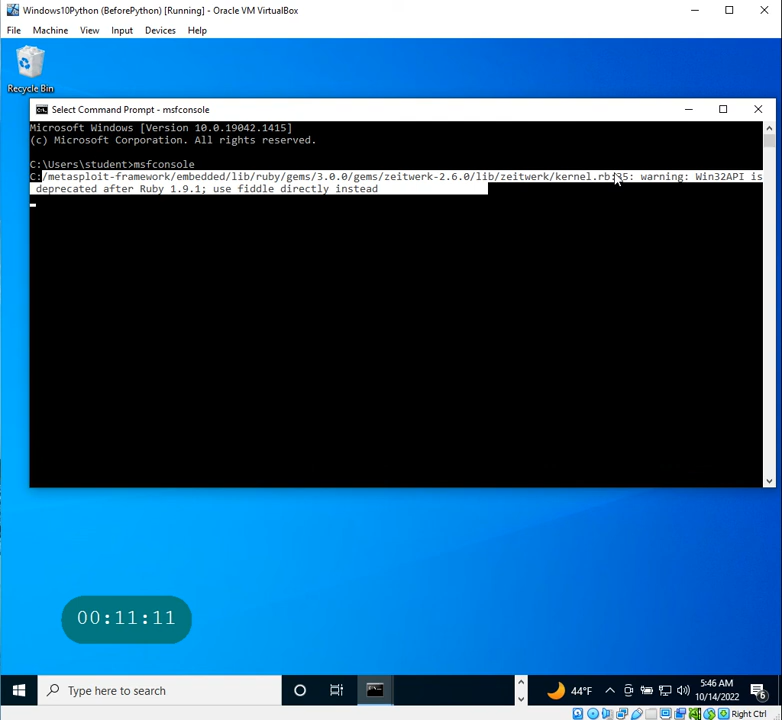 Windows10Python (BeforePython) [Running] - Oracle VM VirtualBox
File Machine View Input Devices Help
Recycle Bin
Select Command Prompt - msfconsole
Microsoft Windows [Version 10.0.19042.1415]
(c) Microsoft Corporation. All rights reserved.
C:\Users\student>msfconsole
C:/metasploit-framework/embedded/lib/ruby/gems/3.0.0/gems/zeitwerk-2.6.0/lib/zeitwerk/kernel.rb:35: warning: Win32API is
deprecated after Ruby 1.9.1; use fiddle directly instead
00:11:11
Type here to search
44°F
5:46 AM
10/14/2022
6
Right Ctrl